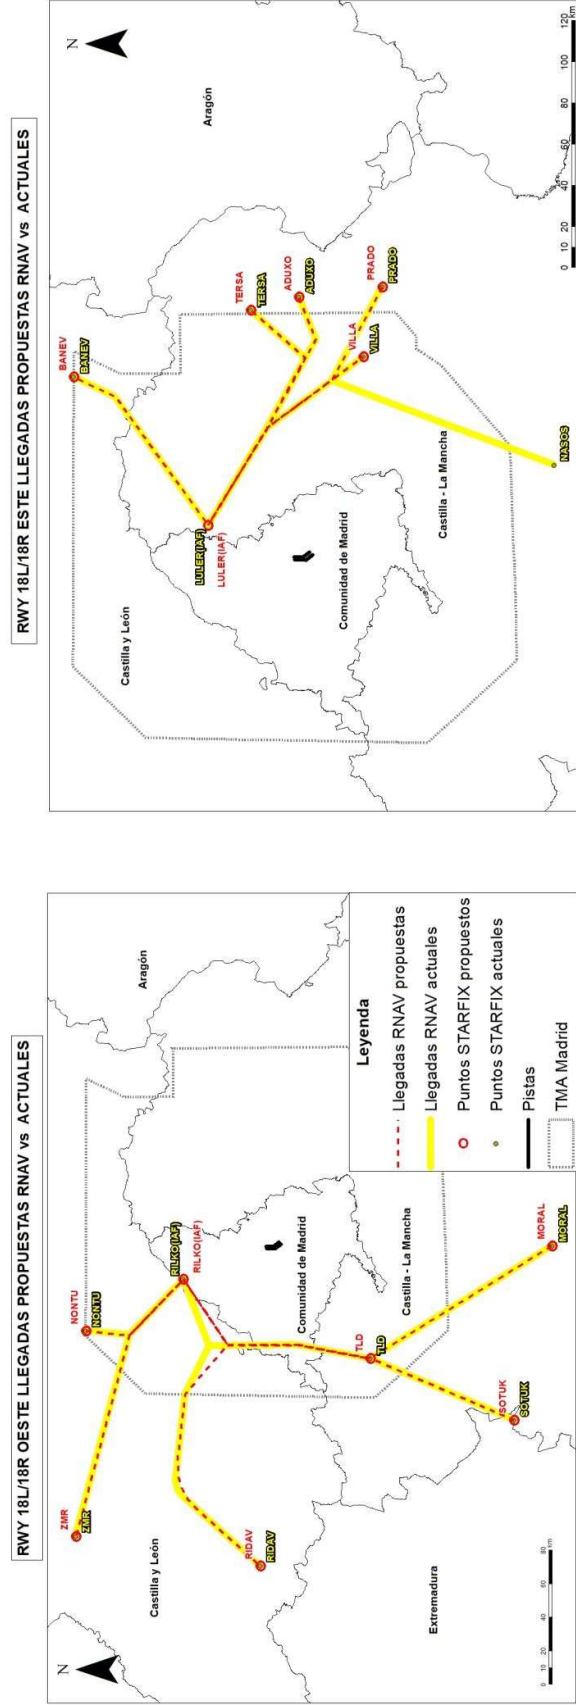 RWY 18L/18R OESTE LLEGADAS PROPUESTAS RNAV vs ACTUALES
N
ZMR
ZMR
NONTU
NONTU
Castilla y León
Aragón
RIDAV
RIDAV
RILKO(IAF)
RILKO(IAF)
Comunidad de Madrid
TLD
TLD
Castilla - La Mancha
Extremadura
SOTUK
SOTUK
MORAL
MORAL
0 10 20 40 60 80
km
Leyenda
Llegadas RNAV propuestas
Llegadas RNAV actuales
Puntos STARFIX propuestos
Puntos STARFIX actuales
Pistas
TMA Madrid
RWY 18L/18R ESTE LLEGADAS PROPUESTAS RNAV vs ACTUALES
N
BANEV
BANEV
Castilla y León
Aragón
LULER(IAF)
LULER(IAF)
TERSA
TERSA
ADUXO
ADUXO
Comunidad de Madrid
VILLA
VILLA
PRADO
PRADO
Castilla - La Mancha
NASOS
0 10 20 40 60 80 100 120
km